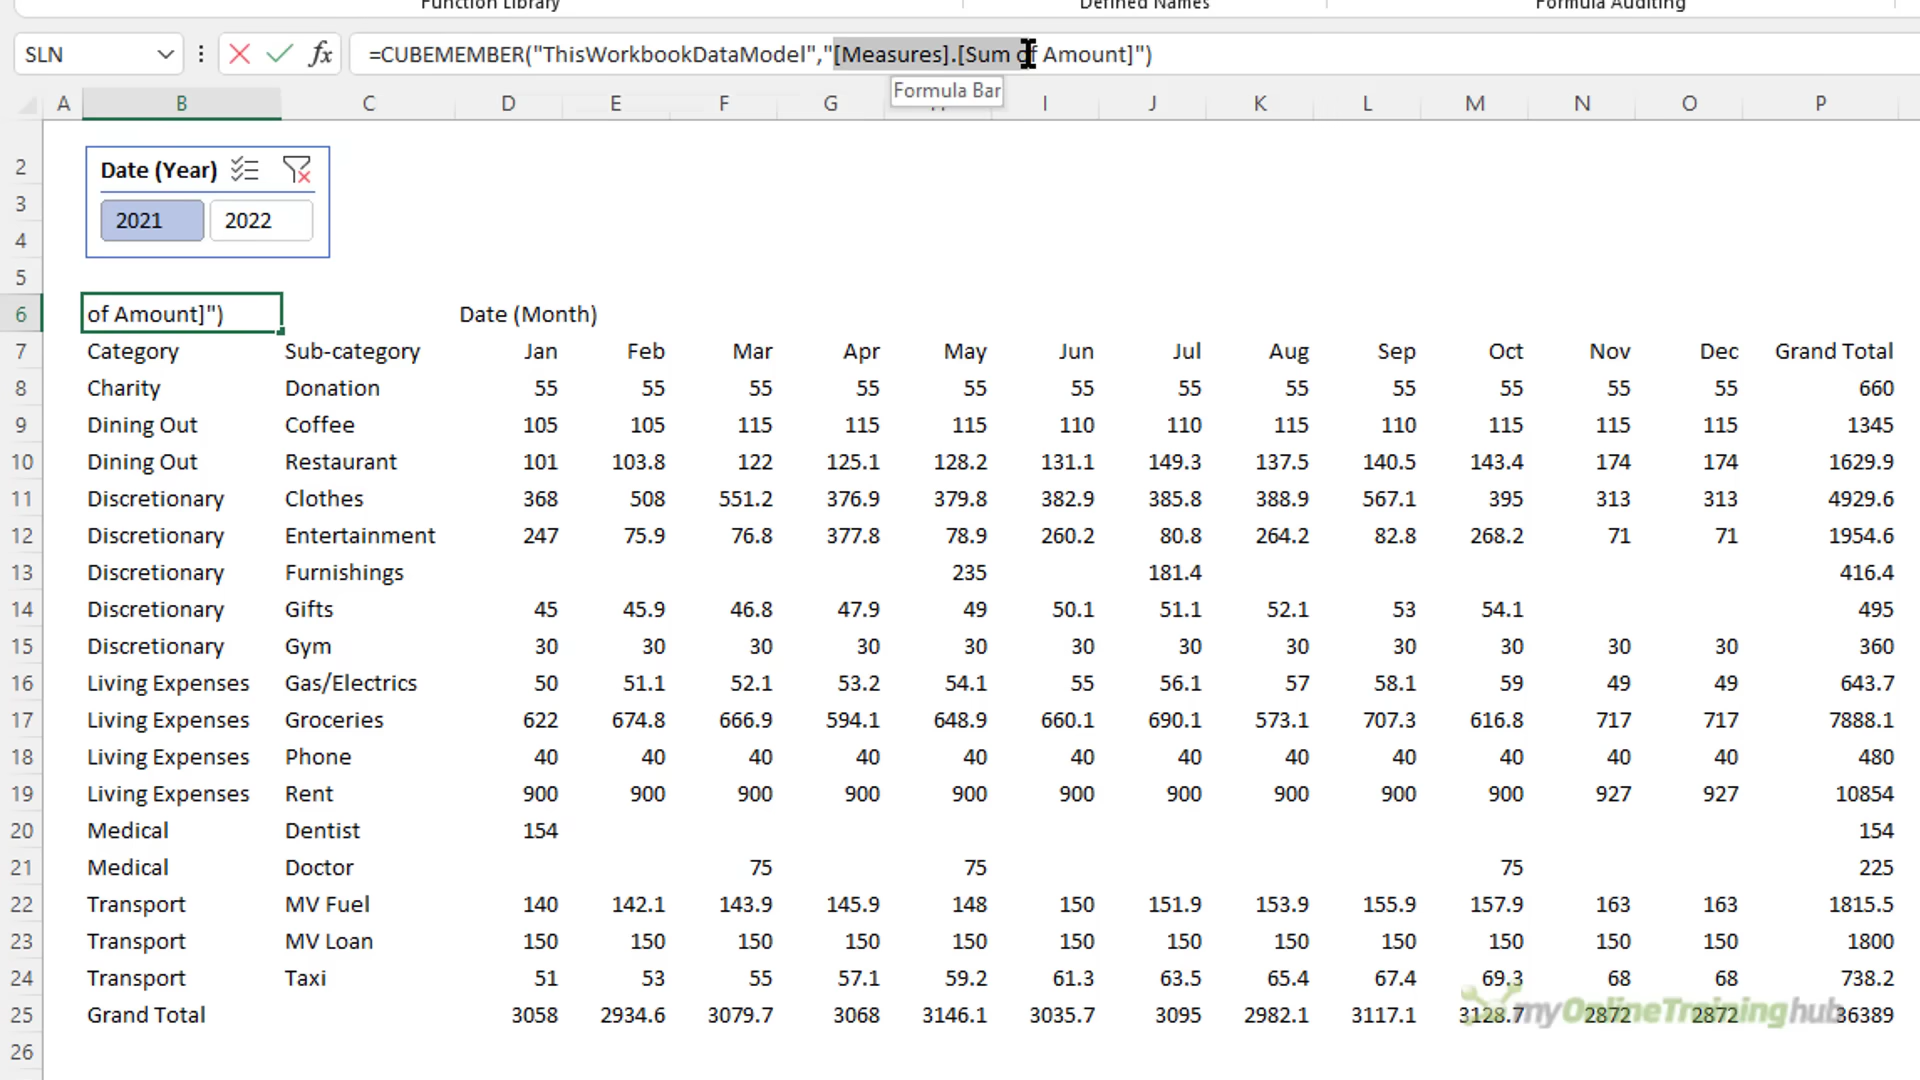 Function Library Defined Names Formula Auditing
SLN fx =CUBEMEMBER("ThisWorkbookDataModel","[Measures].[Sum of Amount]")
Formula Bar
A B C D E F G H I J K L M N O P
2 Date (Year)
3
4 2021 2022
5
6 of Amount]") Date (Month)
7 Category Sub-category Jan Feb Mar Apr May Jun Jul Aug Sep Oct Nov Dec Grand Total
8 Charity Donation 55 55 55 55 55 55 55 55 55 55 55 55 660
9 Dining Out Coffee 105 105 115 115 115 110 110 115 110 115 115 115 1345
10 Dining Out Restaurant 101 103.8 122 125.1 128.2 131.1 149.3 137.5 140.5 143.4 174 174 1629.9
11 Discretionary Clothes 368 508 551.2 376.9 379.8 382.9 385.8 388.9 567.1 395 313 313 4929.6
12 Discretionary Entertainment 247 75.9 76.8 377.8 78.9 260.2 80.8 264.2 82.8 268.2 71 71 1954.6
13 Discretionary Furnishings 235 181.4 416.4
14 Discretionary Gifts 45 45.9 46.8 47.9 49 50.1 51.1 52.1 53 54.1 495
15 Discretionary Gym 30 30 30 30 30 30 30 30 30 30 30 30 360
16 Living Expenses Gas/Electrics 50 51.1 52.1 53.2 54.1 55 56.1 57 58.1 59 49 49 643.7
17 Living Expenses Groceries 622 674.8 666.9 594.1 648.9 660.1 690.1 573.1 707.3 616.8 717 717 7888.1
18 Living Expenses Phone 40 40 40 40 40 40 40 40 40 40 40 40 480
19 Living Expenses Rent 900 900 900 900 900 900 900 900 900 900 927 927 10854
20 Medical Dentist 154 154
21 Medical Doctor 75 75 75 225
22 Transport MV Fuel 140 142.1 143.9 145.9 148 150 151.9 153.9 155.9 157.9 163 163 1815.5
23 Transport MV Loan 150 150 150 150 150 150 150 150 150 150 150 150 1800
24 Transport Taxi 51 53 55 57.1 59.2 61.3 63.5 65.4 67.4 69.3 68 68 738.2
25 Grand Total 3058 2934.6 3079.7 3068 3146.1 3035.7 3095 2982.1 3117.1 3128.7 2872 2872 36389
myOnlineTraininghub
26